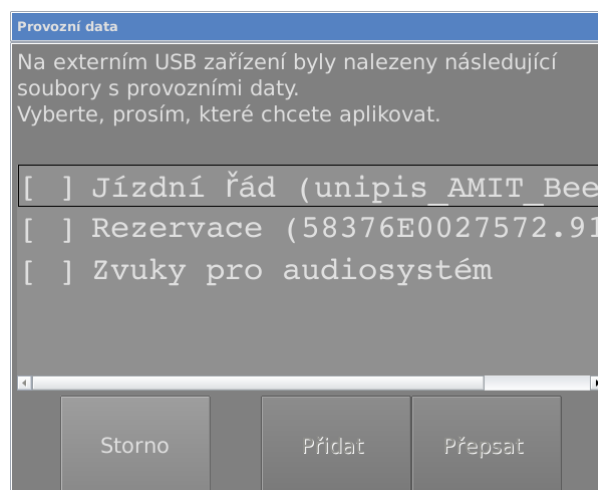 Provozní data
Na externím USB zařízení byly nalezeny následující
soubory s provozními daty.
Vyberte, prosím, které chcete aplikovat.
[ ] Jízdní řád (unipis_AMIT_Bee
[ ] Rezervace (58376E0027572.91
[ ] Zvuky pro audiosystém
Storno Přidat Přepsat